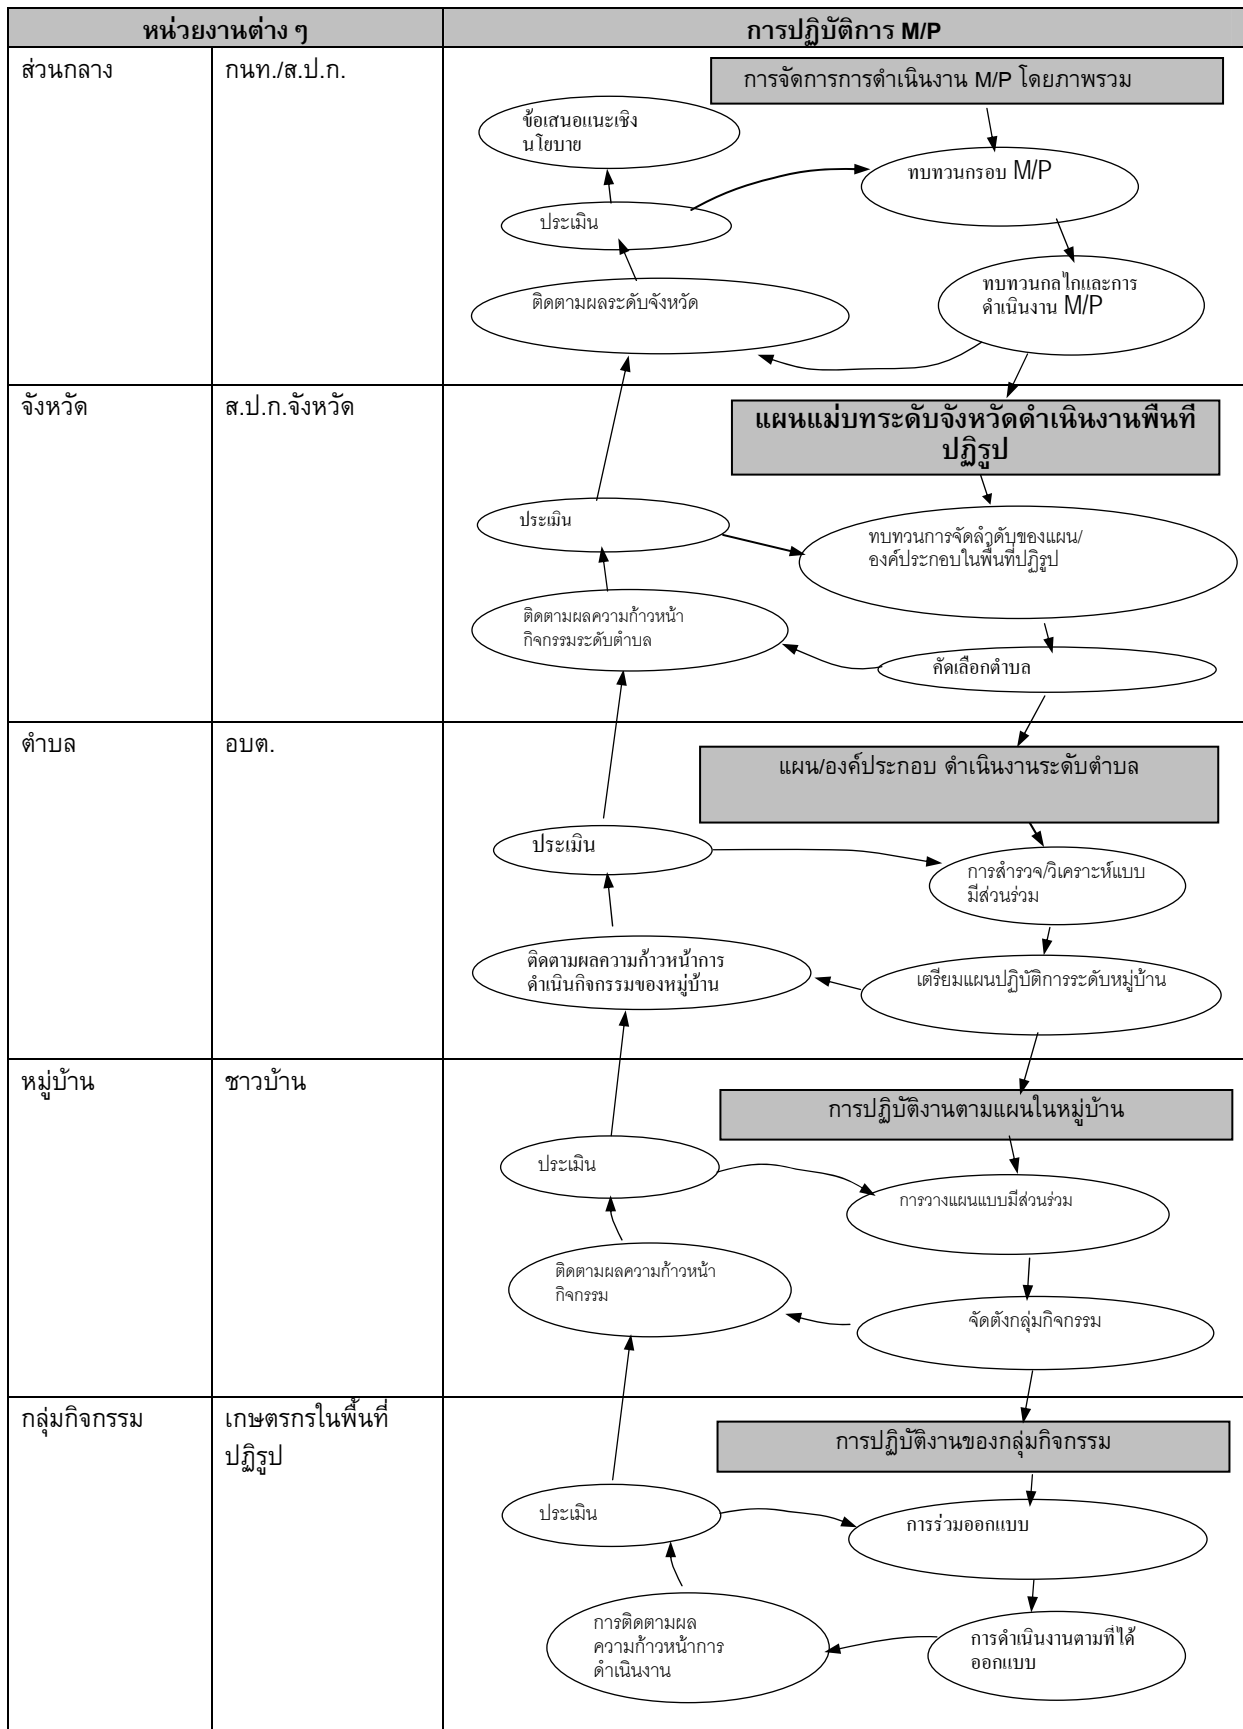 หน่วยงานต่าง ๆ
การปฏิบัติการ M/P
ส่วนกลาง
กนท./ส.ป.ก.
การจัดการการดำเนินงาน M/P โดยภาพรวม
ข้อเสนอแนะเชิง
นโยบาย
ทบทวนกรอบ M/P
ประเมิน
ทบทวนกลไกและการ
ดำเนินงาน M/P
ติดตามผลระดับจังหวัด
จังหวัด
ส.ป.ก.จังหวัด
แผนแม่บทระดับจังหวัดดำเนินงานพื้นที่
ปฏิรูป
ประเมิน
ทบทวนการจัดลำดับของแผน/
องค์ประกอบในพื้นที่ปฏิรูป
ติดตามผลความก้าวหน้า
กิจกรรมระดับตำบล
คัดเลือกตำบล
ตำบล
อบต.
แผน/องค์ประกอบ ดำเนินงานระดับตำบล
ประเมิน
การสำรวจ/วิเคราะห์แบบ
มีส่วนร่วม
ติดตามผลความก้าวหน้าการ
ดำเนินกิจกรรมของหมู่บ้าน
เตรียมแผนปฏิบัติการระดับหมู่บ้าน
หมู่บ้าน
ชาวบ้าน
การปฏิบัติงานตามแผนในหมู่บ้าน
ประเมิน
การวางแผนแบบมีส่วนร่วม
ติดตามผลความก้าวหน้า
กิจกรรม
จัดตั้งกลุ่มกิจกรรม
กลุ่มกิจกรรม
เกษตรกรในพื้นที่
ปฏิรูป
การปฏิบัติงานของกลุ่มกิจกรรม
ประเมิน
การร่วมออกแบบ
การติดตามผล
ความก้าวหน้าการ
ดำเนินงาน
การดำเนินงานตามที่ได้
ออกแบบ